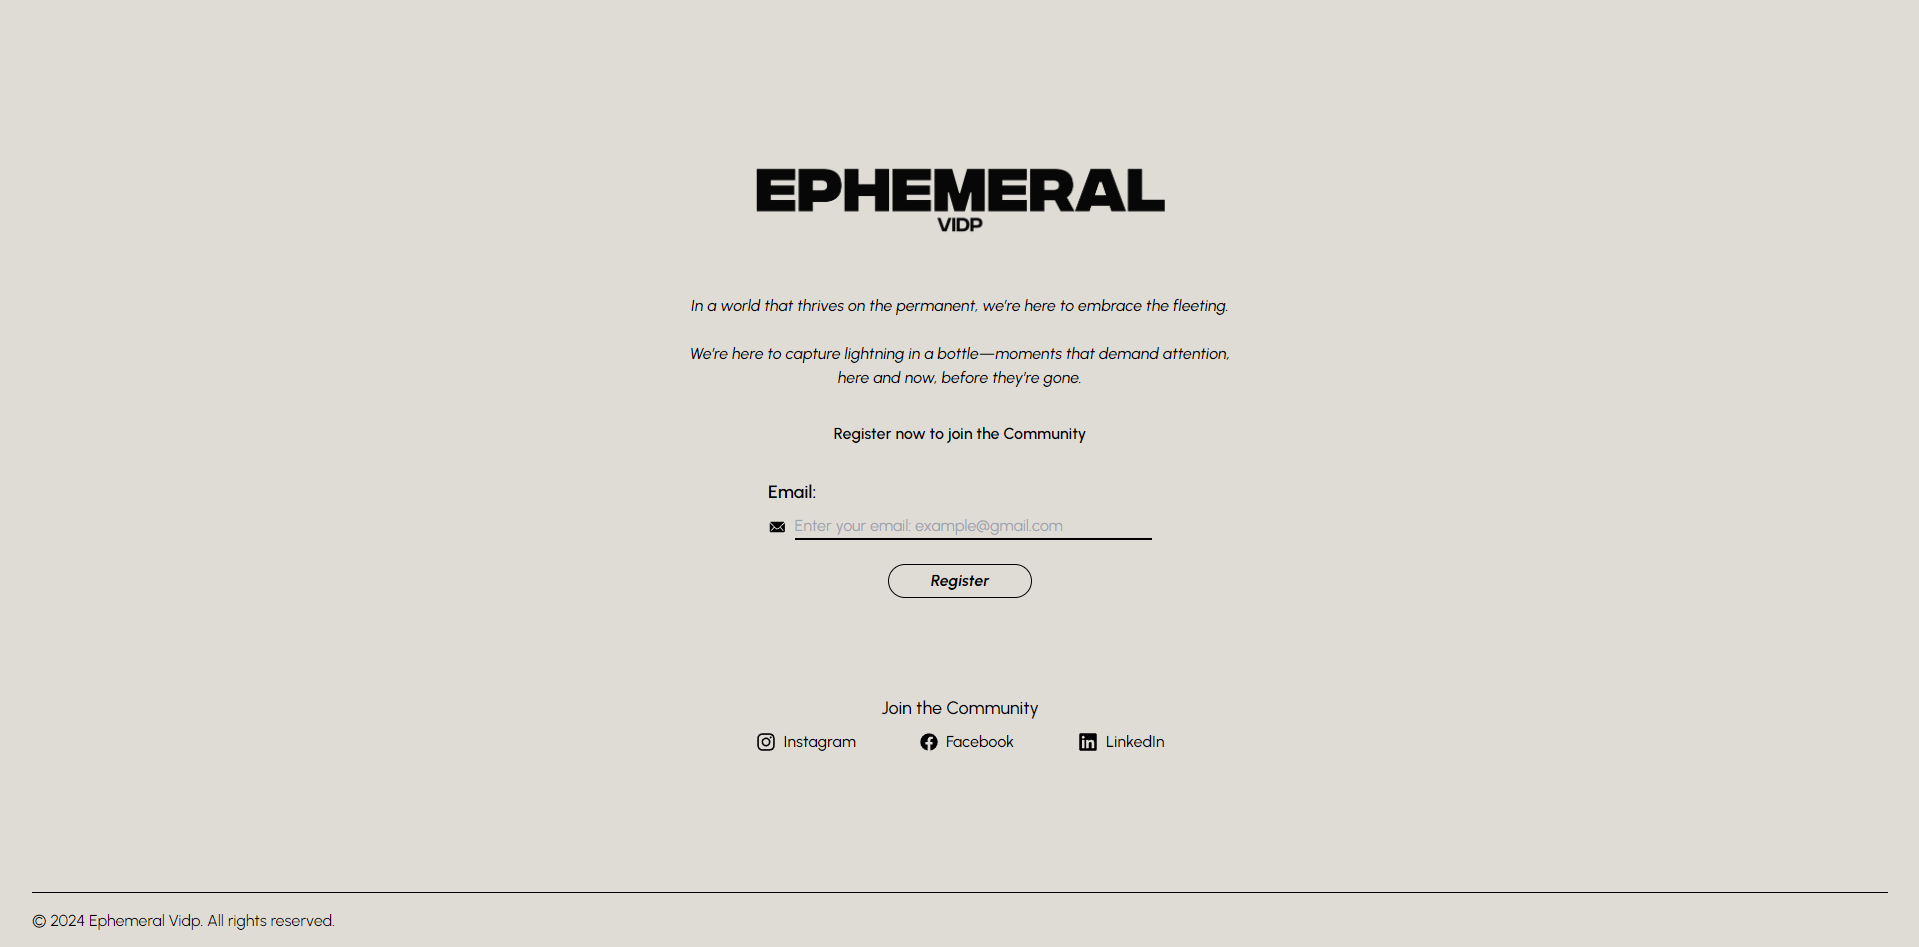 EPHEMERAL
VIDP
In a world that thrives on the permanent, we're here to embrace the fleeting.
We're here to capture lightning in a bottle—moments that demand attention,
here and now, before they're gone.
Register now to join the Community
Email:
Enter your email: example@gmail.com
Register
Join the Community
Instagram
Facebook
LinkedIn
© 2024 Ephemeral Vidp. All rights reserved.